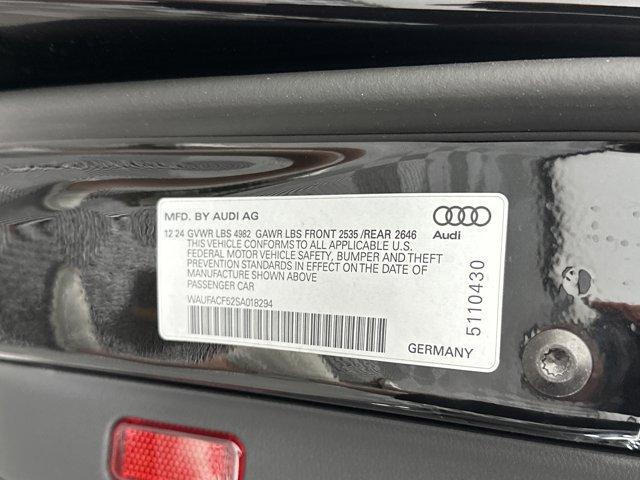 MFD. BY AUDI AG
12 24 GVWR LBS 4982 GAWR LBS FRONT 2535 /REAR 2646
THIS VEHICLE CONFORMS TO ALL APPLICABLE U.S.
FEDERAL MOTOR VEHICLE SAFETY, BUMPER AND THEFT
PREVENTION STANDARDS IN EFFECT ON THE DATE OF
MANUFACTURE SHOWN ABOVE
PASSENGER CAR
WAUFACF52SA018294
GERMANY
Audi
5110430